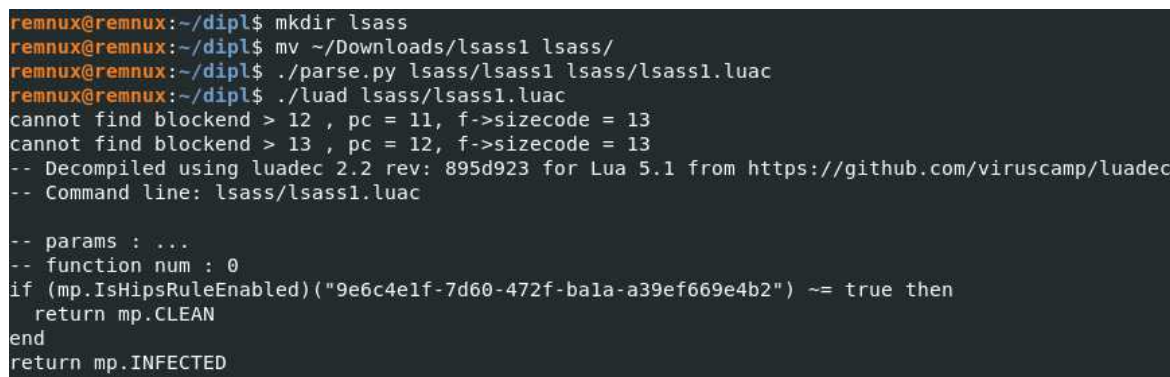 remnux@remnux:~/dipl$ mkdir lsass
remnux@remnux:~/dipl$ mv ~/Downloads/lsass1 lsass/
remnux@remnux:~/dipl$ ./parse.py lsass/lsass1 lsass/lsass1.luac
remnux@remnux:~/dipl$ ./luad lsass/lsass1.luac
cannot find blockend > 12 , pc = 11, f->sizecode = 13
cannot find blockend > 13 , pc = 12, f->sizecode = 13
-- Decompiled using luadec 2.2 rev: 895d923 for Lua 5.1 from https://github.com/viruscamp/luadec
-- Command line: lsass/lsass1.luac

-- params : ...
-- function num : 0
if (mp.IsHipsRuleEnabled)("9e6c4e1f-7d60-472f-ba1a-a39ef669e4b2") ~= true then
  return mp.CLEAN
end
return mp.INFECTED